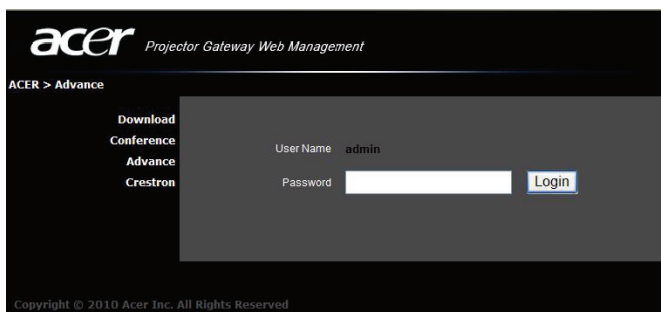 acer Projector Gateway Web Management
ACER > Advance
Download
Conference
Advance
Crestron
User Name admin
Password Login
Copyright © 2010 Acer Inc. All Rights Reserved